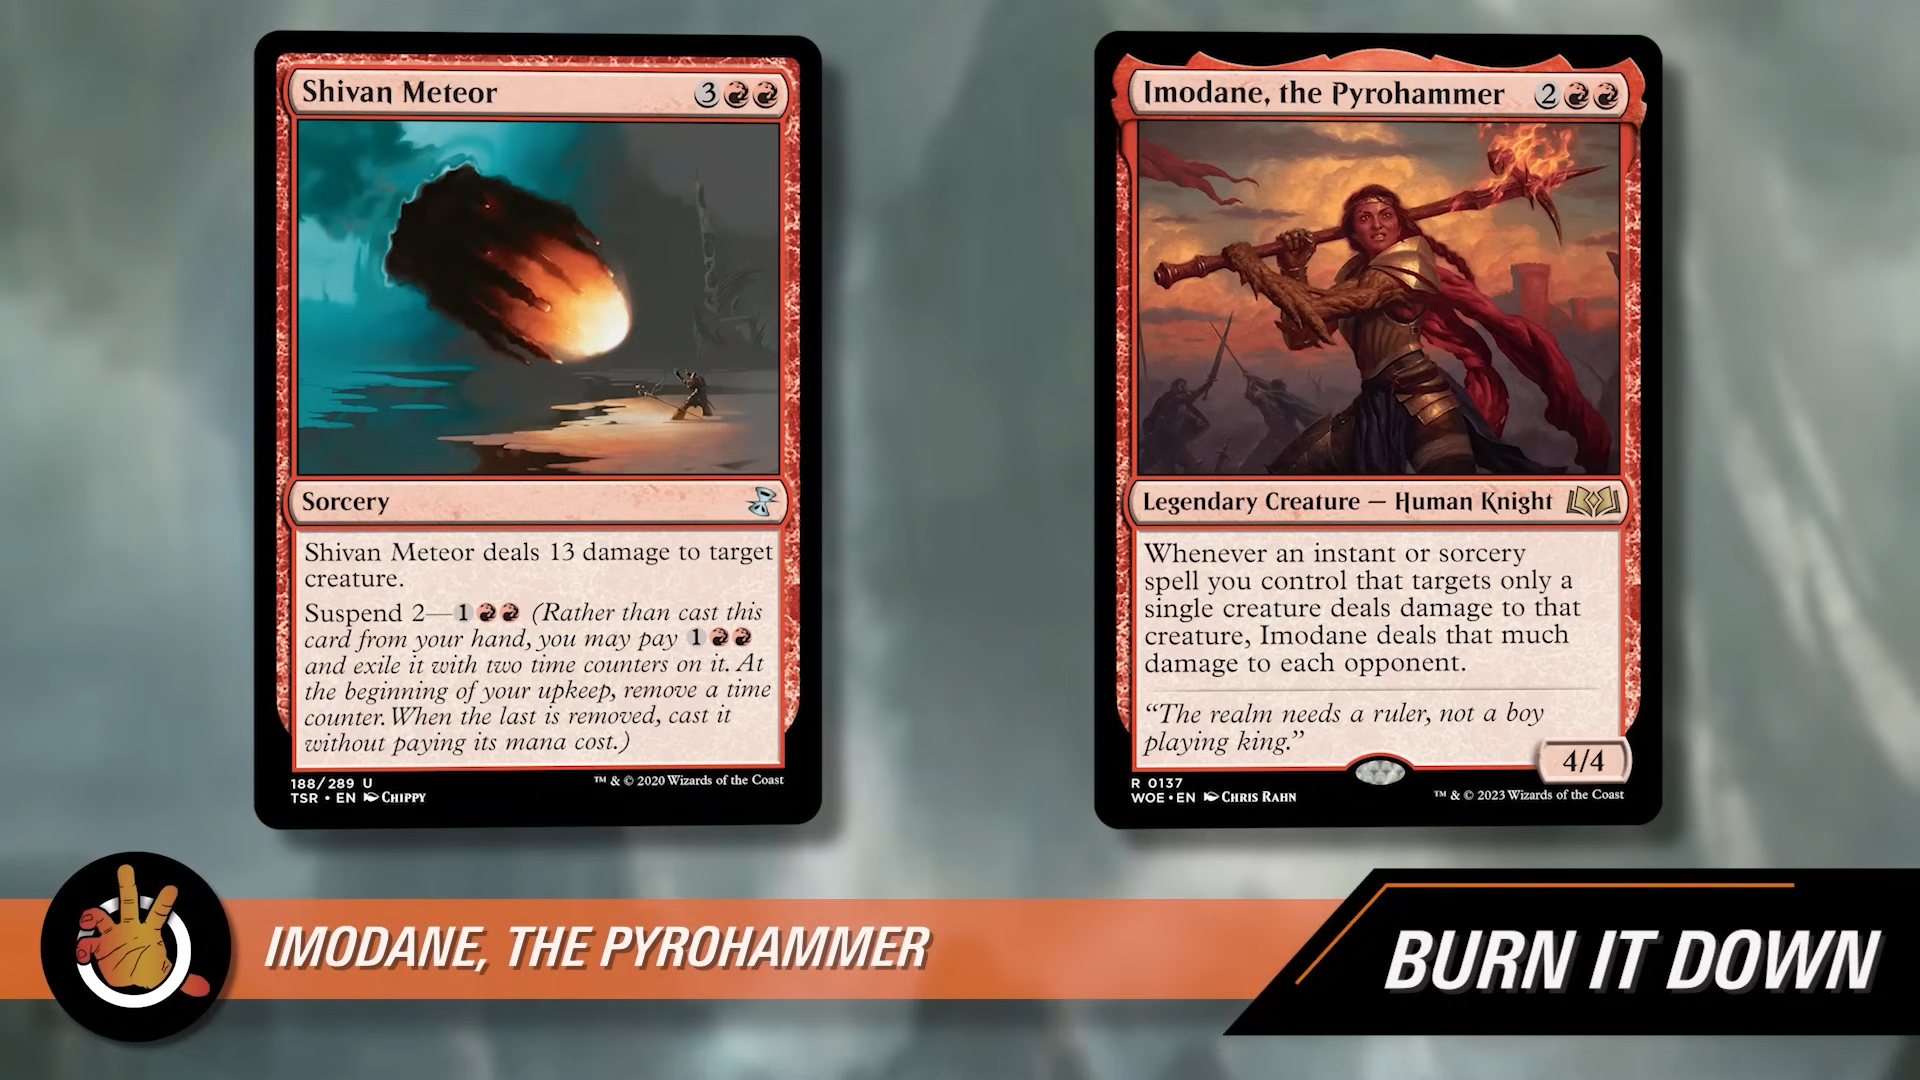 Shivan Meteor 3
Sorcery
Shivan Meteor deals 13 damage to target
creature.
Suspend 2—1 (Rather than cast this
card from your hand, you may pay 1
and exile it with two time counters on it. At
the beginning of your upkeep, remove a time
counter. When the last is removed, cast it
without paying its mana cost.)
188/289 U
TSR • EN CHIPPY
™ & © 2020 Wizards of the Coast
Imodane, the Pyrohammer 2
Legendary Creature — Human Knight
Whenever an instant or sorcery
spell you control that targets only a
single creature deals damage to that
creature, Imodane deals that much
damage to each opponent.
“The realm needs a ruler, not a boy
playing king.”
4/4
R 0137
WOE • EN CHRIS RAHN
™ & © 2023 Wizards of the Coast
IMODANE, THE PYROHAMMER
BURN IT DOWN